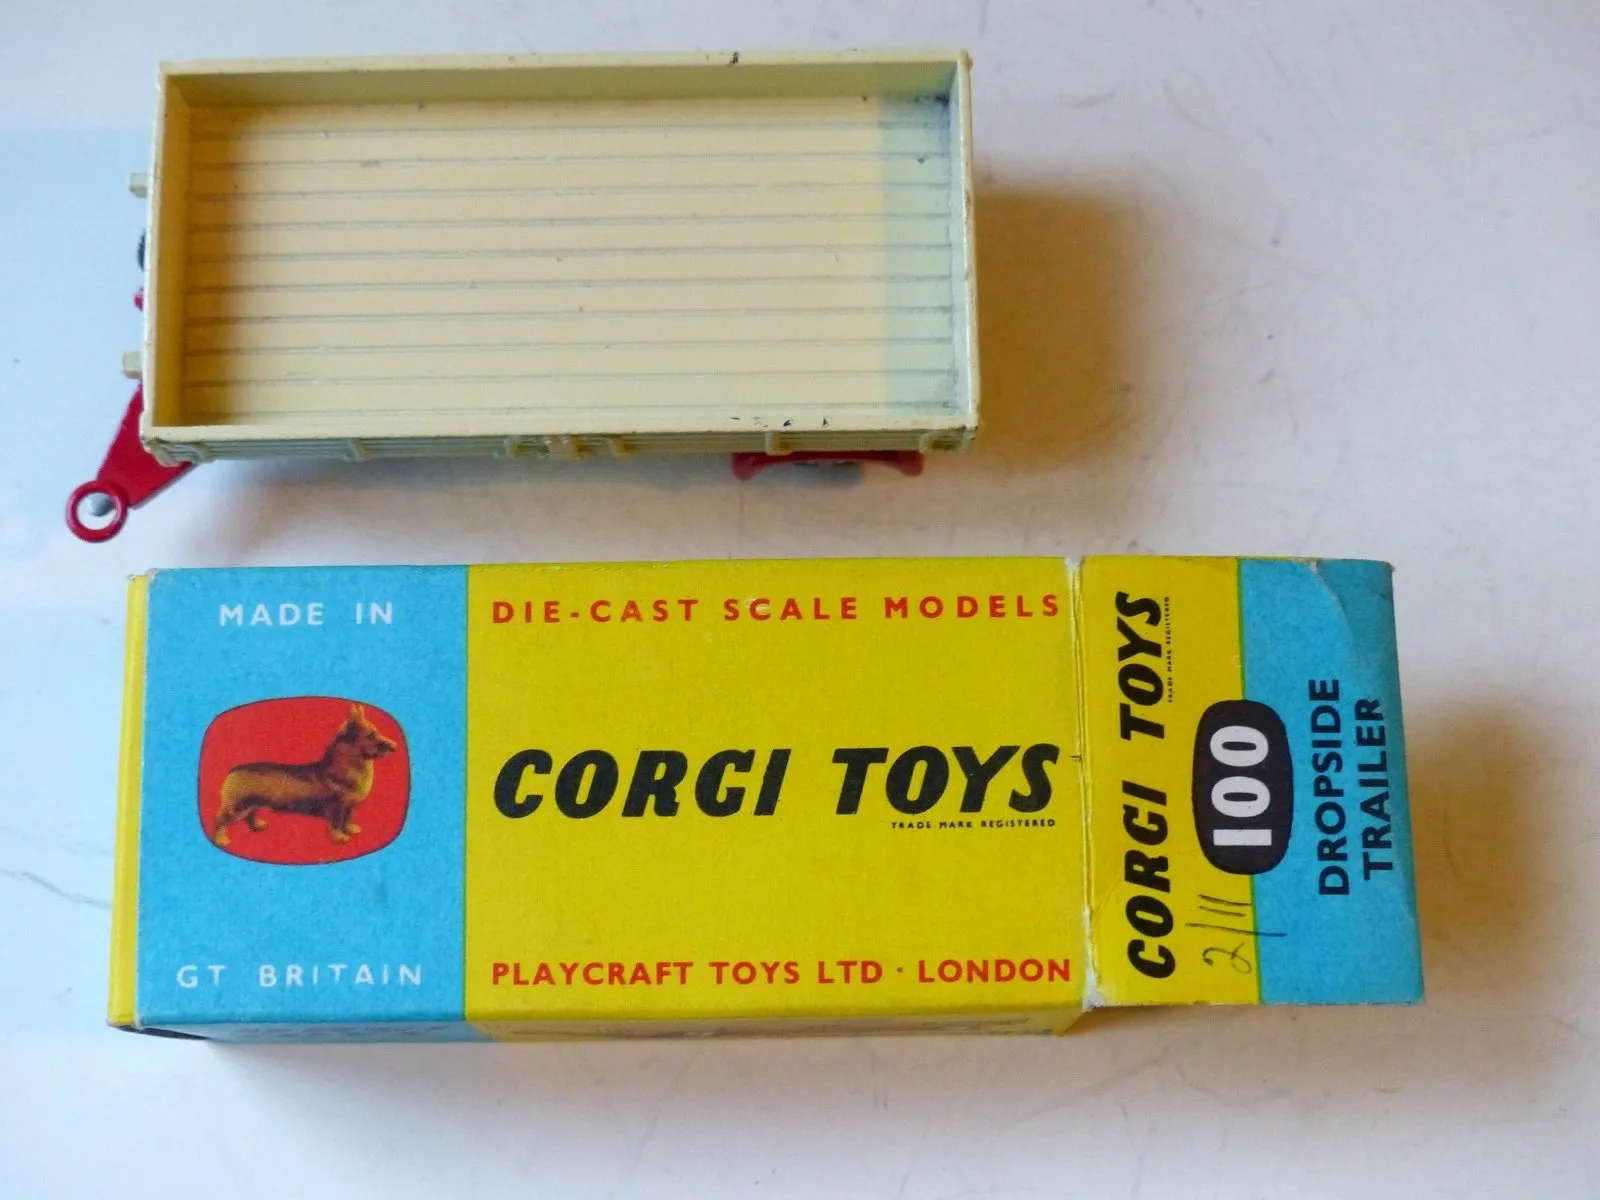 MADE IN
GT BRITAIN
DIE-CAST SCALE MODELS
CORGI TOYS
TRADE MARK REGISTERED
PLAYCRAFT TOYS LTD · LONDON
CORGI TOYS
TRADE MARK REGISTERED
100
2/11
DROPSIDE
TRAILER